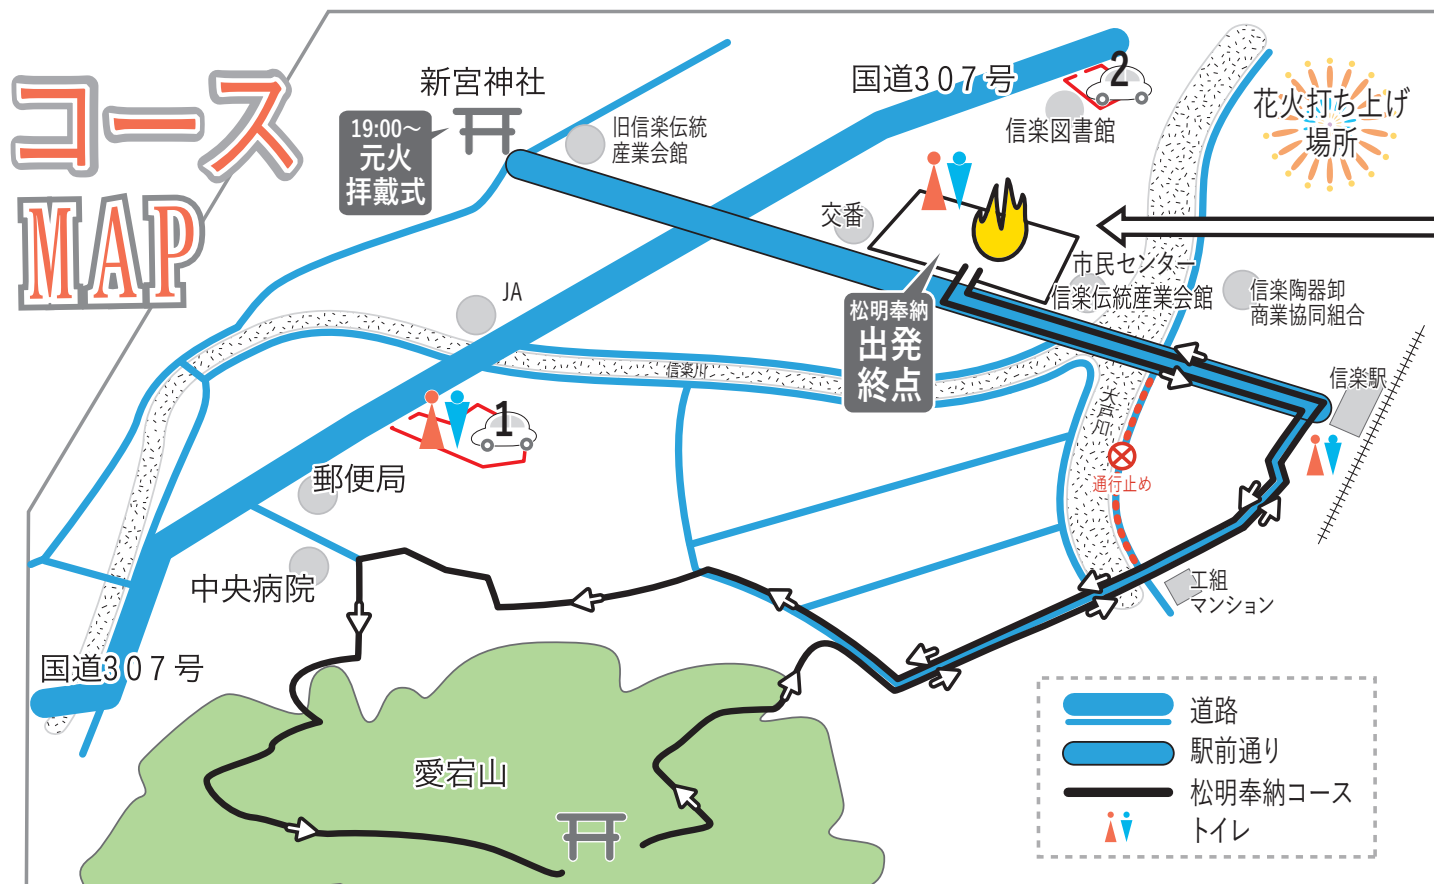 コース
MAP
新宮神社
19:00～
元火
拝戴式
旧信楽伝統
産業会館
国道307号
2
信楽図書館
花火打ち上げ
場所
交番
市民センター
信楽伝統産業会館
信楽陶器卸
商業協同組合
JA
松明奉納
出発
終点
信楽川
信楽駅
大戸川
1
通行止め
郵便局
中央病院
工組
マンション
国道307号
愛宕山
道路
駅前通り
松明奉納コース
トイレ